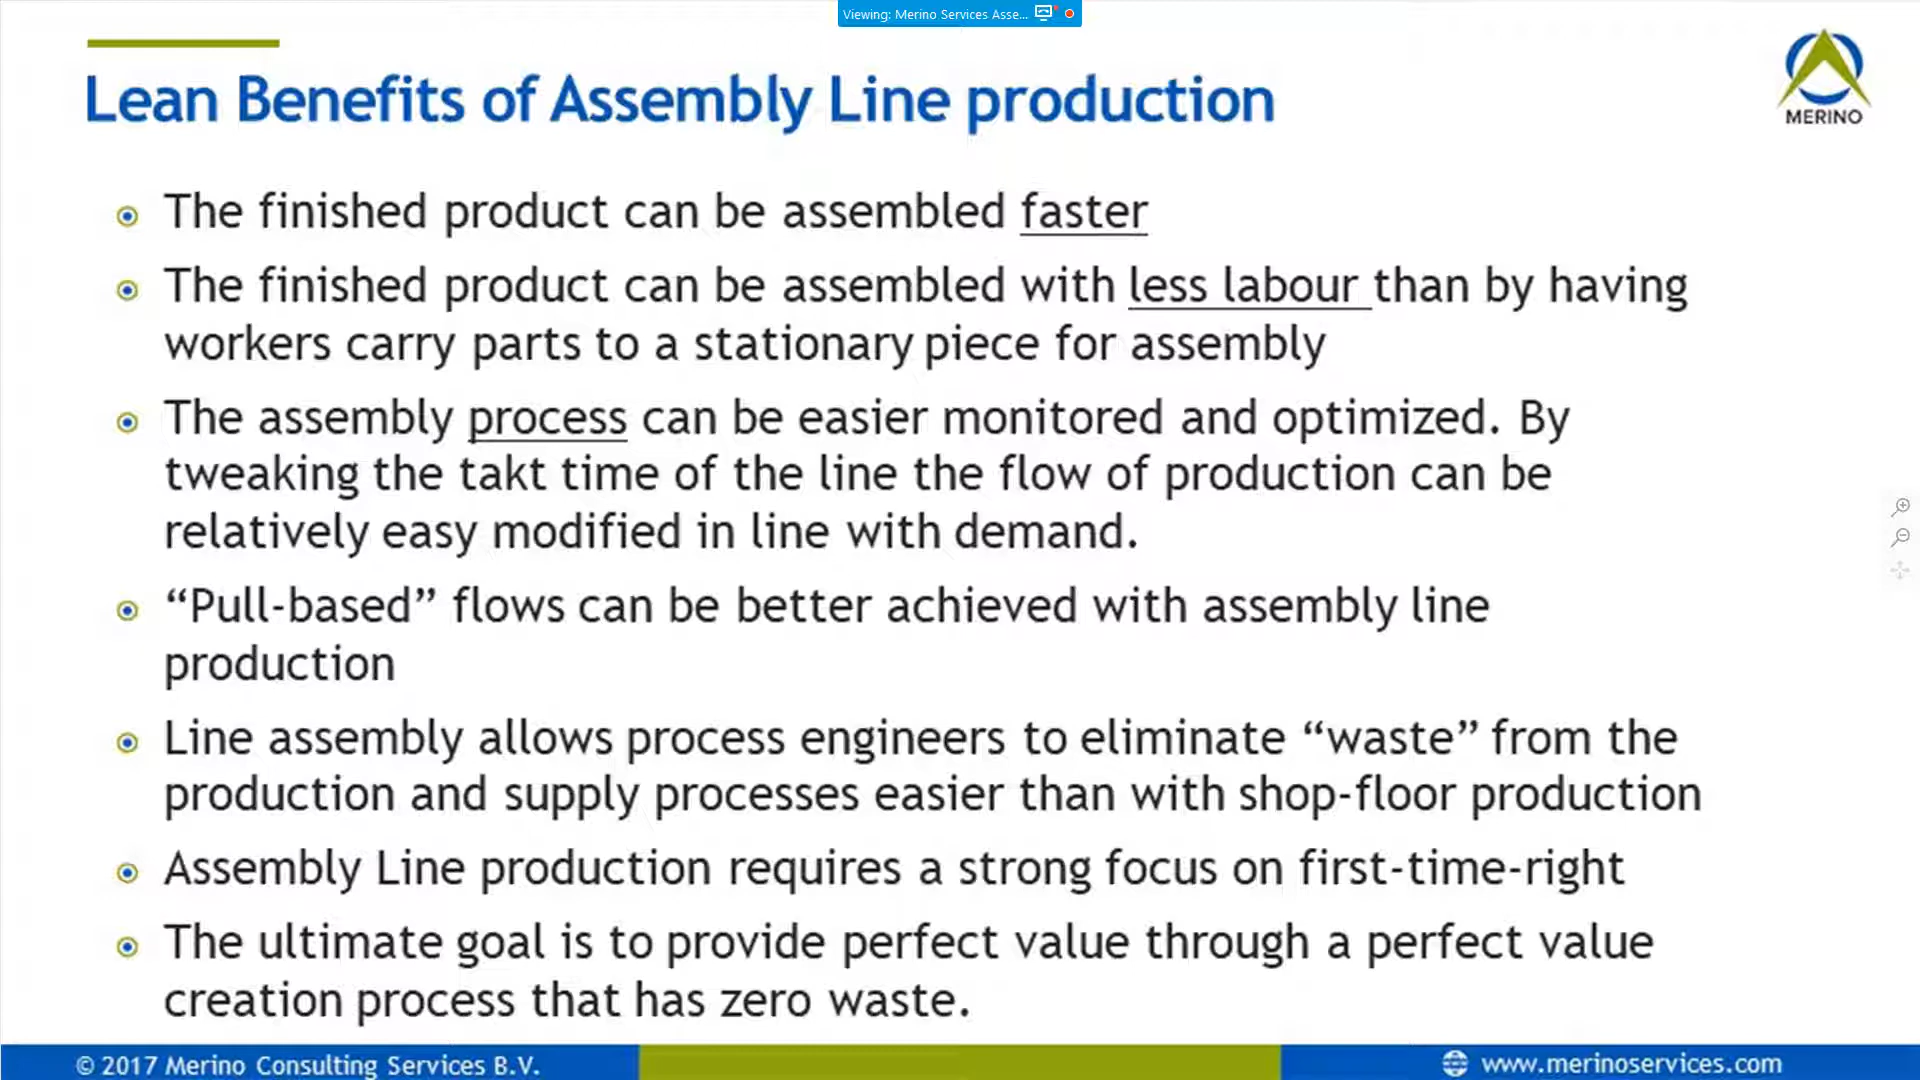 Viewing: Merino Services Asse...
Lean Benefits of Assembly Line production
MERINO
The finished product can be assembled faster
The finished product can be assembled with less labour than by having
workers carry parts to a stationary piece for assembly
The assembly process can be easier monitored and optimized. By
tweaking the takt time of the line the flow of production can be
relatively easy modified in line with demand.
“Pull-based” flows can be better achieved with assembly line
production
Line assembly allows process engineers to eliminate “waste” from the
production and supply processes easier than with shop-floor production
Assembly Line production requires a strong focus on first-time-right
The ultimate goal is to provide perfect value through a perfect value
creation process that has zero waste.
© 2017 Merino Consulting Services B.V.
www.merinoservices.com